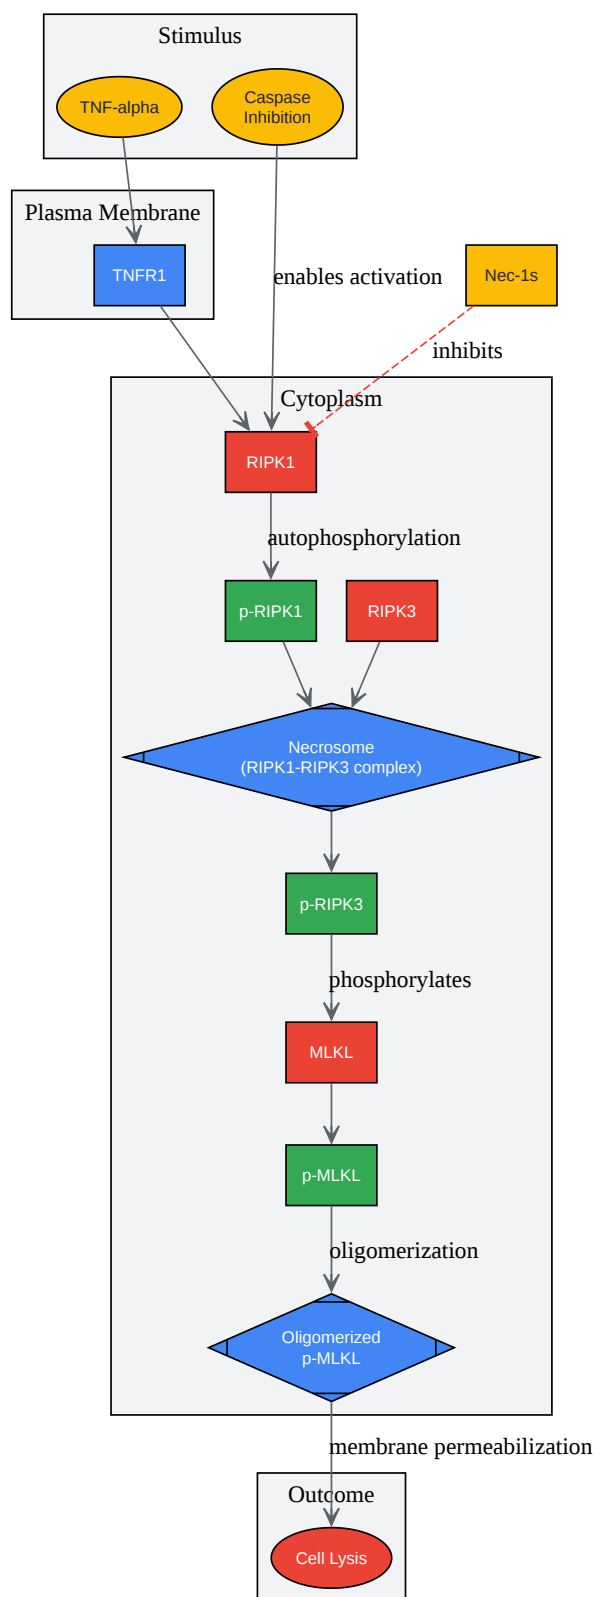 Stimulus
TNF-alpha
Caspase
Inhibition
Plasma Membrane
TNFR1
enables activation
Nec-1s
inhibits
Cytoplasm
RIPK1
autophosphorylation
p-RIPK1
RIPK3
Necrosome
(RIPK1-RIPK3 complex)
p-RIPK3
phosphorylates
MLKL
p-MLKL
oligomerization
Oligomerized
p-MLKL
membrane permeabilization
Outcome
Cell Lysis